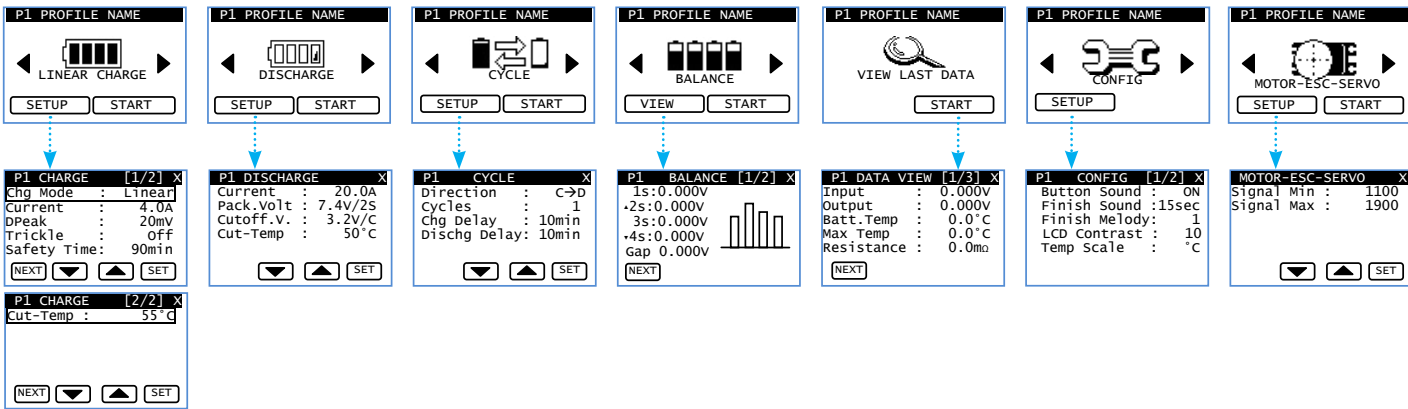 P1 PROFILE NAME
LINEAR CHARGE
SETUP START
P1 PROFILE NAME
DISCHARGE
SETUP START
P1 PROFILE NAME
CYCLE
SETUP START
P1 PROFILE NAME
BALANCE
VIEW START
P1 PROFILE NAME
VIEW LAST DATA
START
P1 PROFILE NAME
CONFIG
SETUP
P1 PROFILE NAME
MOTOR-ESC-SERVO
SETUP START
P1 CHARGE [1/2] X
Chg Mode : Linear
Current : 4.0A
DPeak : 20mV
Trickle : Off
Safety Time: 90min
NEXT SET
P1 DISCHARGE X
Current : 20.0A
Pack.Volt : 7.4V/2S
Cutoff.V. : 3.2V/C
Cut-Temp : 50°C
SET
P1 CYCLE X
Direction : C→D
Cycles : 1
Chg Delay : 10min
Dischg Delay: 10min
SET
P1 BALANCE [1/2] X
1s:0.000V
▴2s:0.000V
3s:0.000V
▾4s:0.000V
Gap 0.000V
NEXT
P1 DATA VIEW [1/3] X
Input : 0.000V
Output : 0.000V
Batt.Temp : 0.0°C
Max Temp : 0.0°C
Resistance : 0.0mΩ
NEXT
P1 CONFIG [1/2] X
Button Sound : ON
Finish Sound :15sec
Finish Melody: 1
LCD Contrast : 10
Temp Scale : °C
MOTOR-ESC-SERVO X
Signal Min : 1100
Signal Max : 1900
SET
P1 CHARGE [2/2] X
Cut-Temp : 55°C
NEXT SET